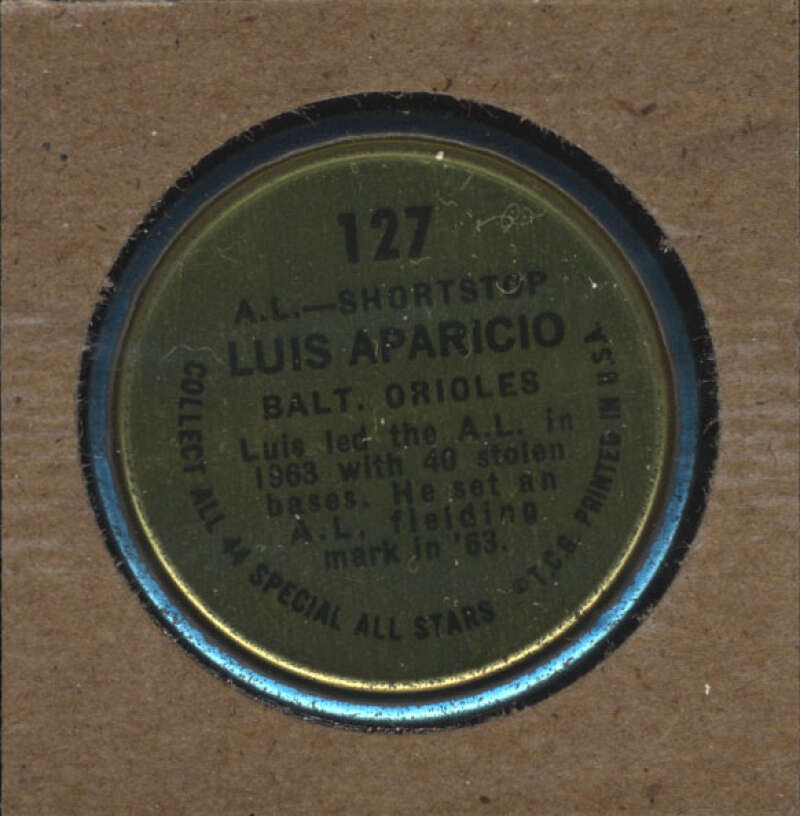 127
A.L.—SHORTSTOP
LUIS APARICIO
BALT. ORIOLES
Luis led the A.L. in
1963 with 40 stolen
bases. He set an
A.L. fielding
mark in '63.
COLLECT ALL 44 SPECIAL ALL STARS
©T.C.G. PRINTED IN USA